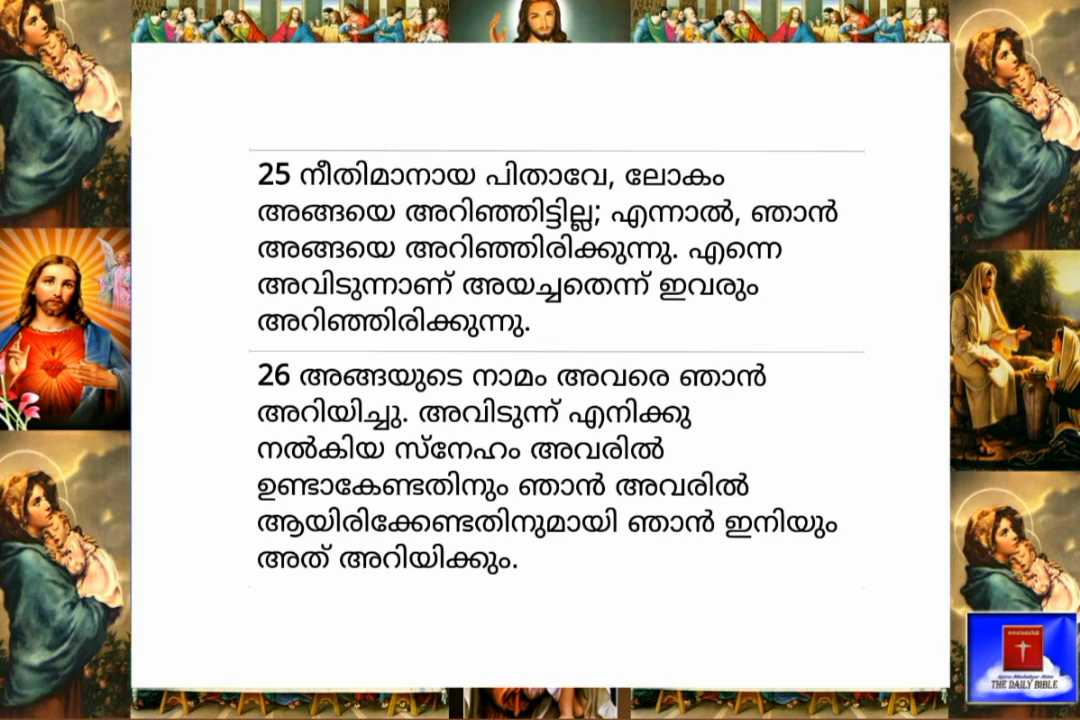 25 നീതിമാനായ പിതാവേ, ലോകം
അങ്ങയെ അറിഞ്ഞിട്ടില്ല; എന്നാൽ, ഞാൻ
അങ്ങയെ അറിഞ്ഞിരിക്കുന്നു. എന്നെ
അവിടുന്നാണ് അയച്ചതെന്ന് ഇവരും
അറിഞ്ഞിരിക്കുന്നു.
26 അങ്ങയുടെ നാമം അവരെ ഞാൻ
അറിയിച്ചു. അവിടുന്ന് എനിക്കു
നൽകിയ സ്നേഹം അവരിൽ
ഉണ്ടാകേണ്ടതിനും ഞാൻ അവരിൽ
ആയിരിക്കേണ്ടതിനുമായി ഞാൻ ഇനിയും
അത് അറിയിക്കും.
THE DAILY BIBLE